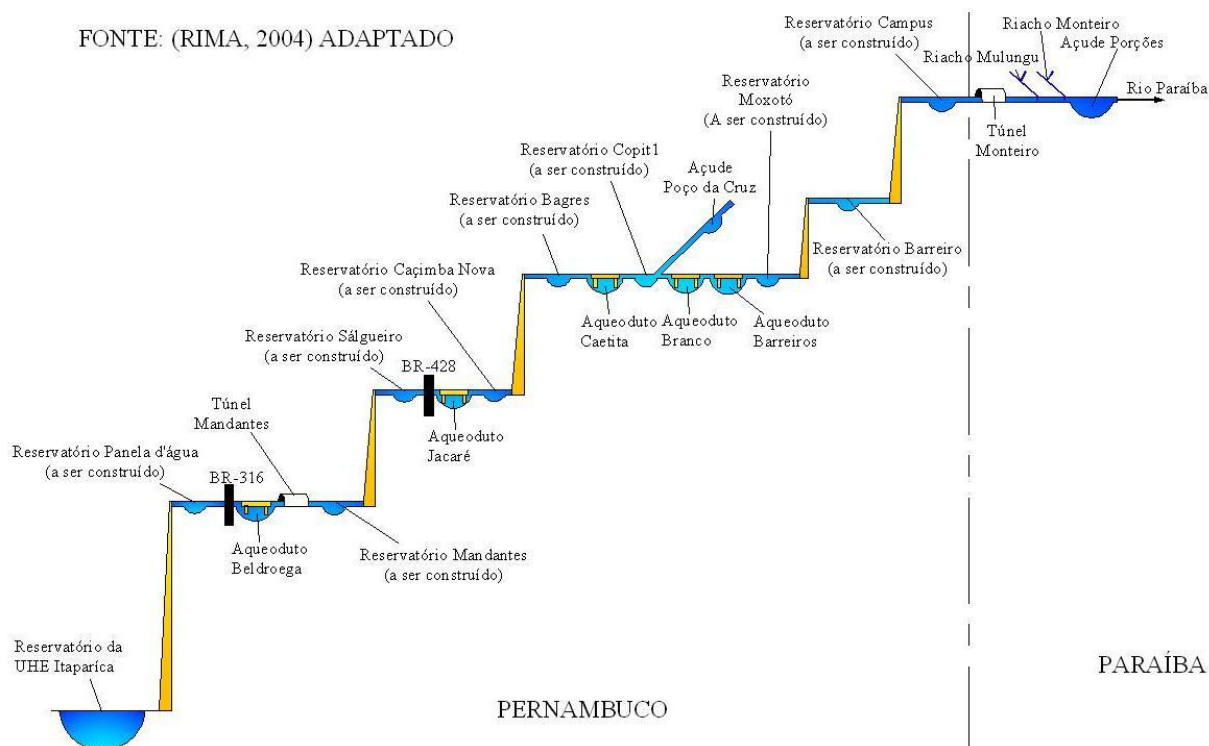 FONTE: (RIMA, 2004) ADAPTADO
Reservatório Campus
(a ser construído)
Riacho Monteiro
Riacho Mulungu
Açude Porções
Rio Paraíba
Túnel
Monteiro
Reservatório
Moxotó
(A ser construído)
Reservatório Copit1
(a ser construído)
Açude
Poço da Cruz
Reservatório Bagres
(a ser construído)
Reservatório Barreiro
(a ser construído)
Reservatório Caçimba Nova
(a ser construído)
Aqueoduto
Caetita
Aqueoduto
Branco
Aqueoduto
Barreiros
Reservatório Sálgueiro
(a ser construído)
BR-428
Aqueoduto
Jacaré
Túnel
Mandantes
Reservatório Panela d'água
(a ser construído)
BR-316
Aqueoduto
Beldroega
Reservatório Mandantes
(a ser construído)
Reservatório da
UHE Itaparíca
PERNAMBUCO
PARAÍBA